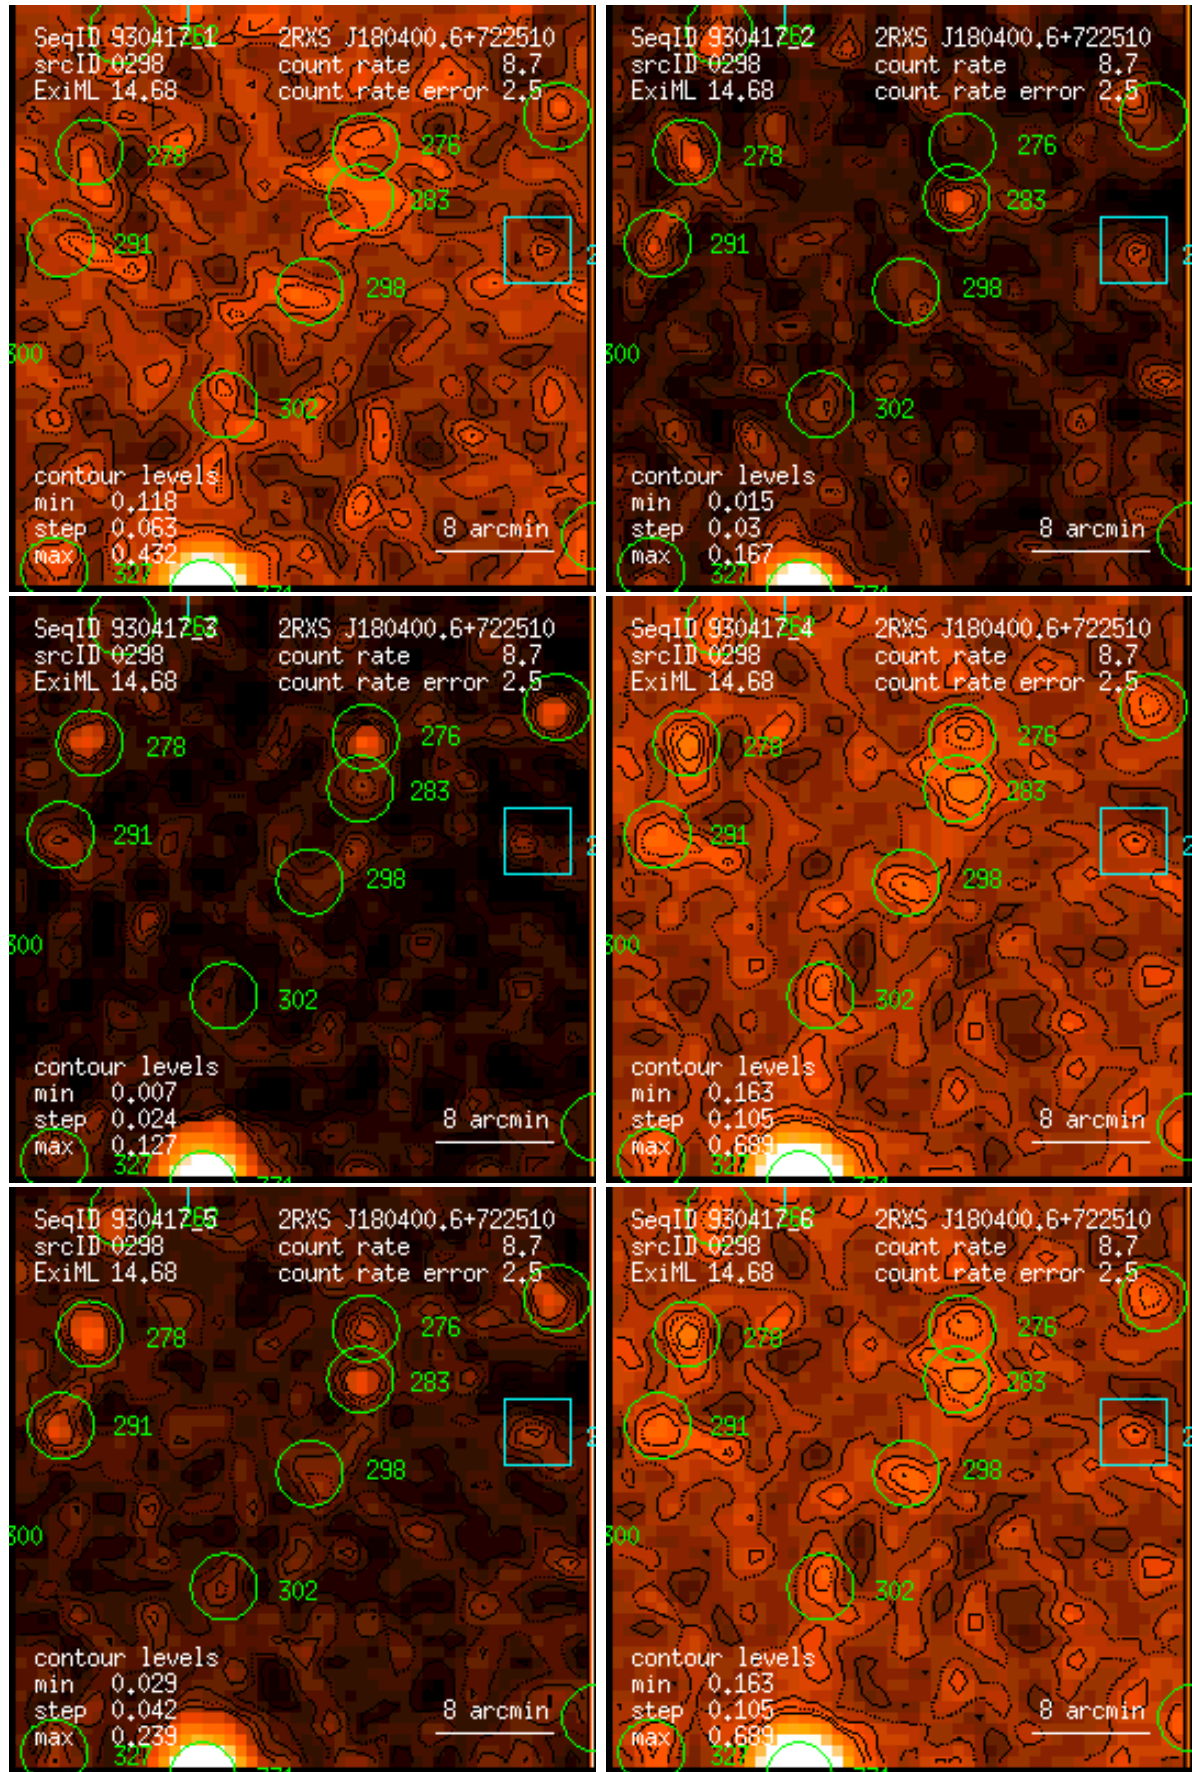 SeqID 930417_1 262 2RXS J180400.6+722510
srcID 0298 count rate 8.7
ExiML 14.68 count rate error 2.5
276
278
283
291
298
300
302
contour levels
min 0.118
step 0.063
max 0.432
8 arcmin
327
SeqID 930417_2 262 2RXS J180400.6+722510
srcID 0298 count rate 8.7
ExiML 14.68 count rate error 2.5
276
278
283
291
298
302
contour levels
min 0.015
step 0.03
max 0.167
8 arcmin
327
SeqID 930417_3 262 2RXS J180400.6+722510
srcID 0298 count rate 8.7
ExiML 14.68 count rate error 2.5
276
278
283
291
298
300
302
contour levels
min 0.007
step 0.024
max 0.127
8 arcmin
327
SeqID 930417_4 262 2RXS J180400.6+722510
srcID 0298 count rate 8.7
ExiML 14.68 count rate error 2.5
276
278
283
291
298
300
302
contour levels
min 0.163
step 0.105
max 0.689
8 arcmin
327
SeqID 930417_5 262 2RXS J180400.6+722510
srcID 0298 count rate 8.7
ExiML 14.68 count rate error 2.5
276
278
283
291
298
300
302
contour levels
min 0.029
step 0.042
max 0.239
8 arcmin
327
SeqID 930417_6 262 2RXS J180400.6+722510
srcID 0298 count rate 8.7
ExiML 14.68 count rate error 2.5
276
278
283
291
298
300
302
contour levels
min 0.163
step 0.105
max 0.689
8 arcmin
327